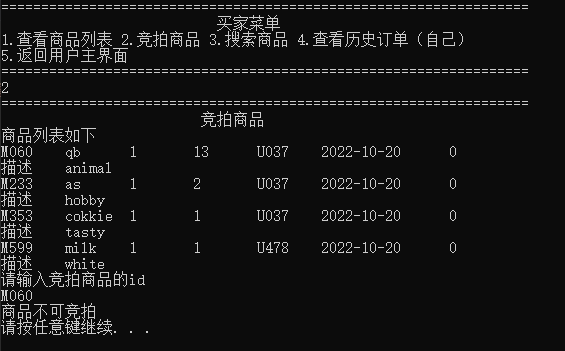 ==================================================================
买家菜单
1.查看商品列表 2.竞拍商品 3.搜索商品 4.查看历史订单（自己）
5.返回用户主界面
==================================================================
2
==================================================================
竞拍商品
商品列表如下
M060 qb 1 13 U037 2022-10-20 0
描述 animal
M233 as 1 2 U037 2022-10-20 0
描述 hobby
M353 cokkie 1 1 U037 2022-10-20 0
描述 tasty
M599 milk 1 1 U478 2022-10-20 0
描述 white
请输入竞拍商品的id
M060
商品不可竞拍
请按任意键继续. . .